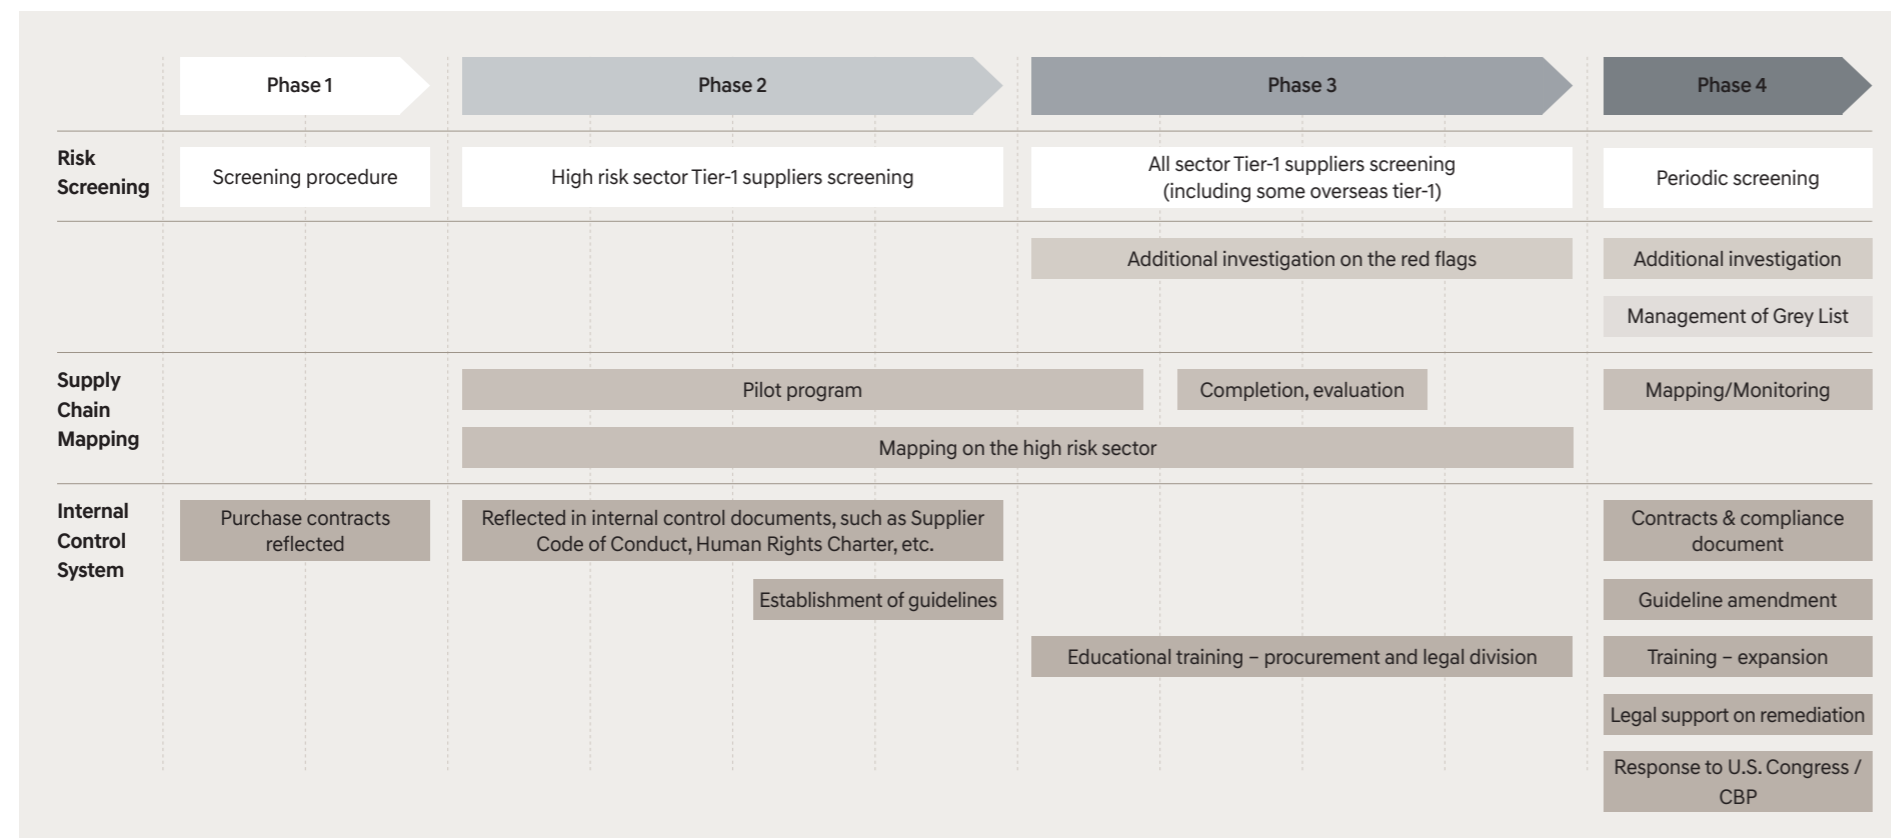 Phase 1
Phase 2
Phase 3
Phase 4
Risk
Screening
Screening procedure
High risk sector Tier-1 suppliers screening
All sector Tier-1 suppliers screening
(including some overseas tier-1)
Periodic screening
Additional investigation on the red flags
Additional investigation
Management of Grey List
Supply
Chain
Mapping
Pilot program
Completion, evaluation
Mapping/Monitoring
Mapping on the high risk sector
Internal
Control
System
Purchase contracts
reflected
Reflected in internal control documents, such as Supplier
Code of Conduct, Human Rights Charter, etc.
Contracts & compliance
document
Establishment of guidelines
Guideline amendment
Educational training – procurement and legal division
Training – expansion
Legal support on remediation
Response to U.S. Congress /
CBP